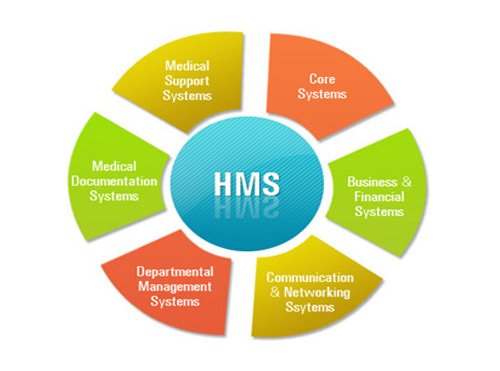 Medical
Support
Systems
Core
Systems
Medical
Documentation
Systems
HMS
Business &
Financial
Systems
Departmental
Management
Systems
Communication
& Networking
Ssytems